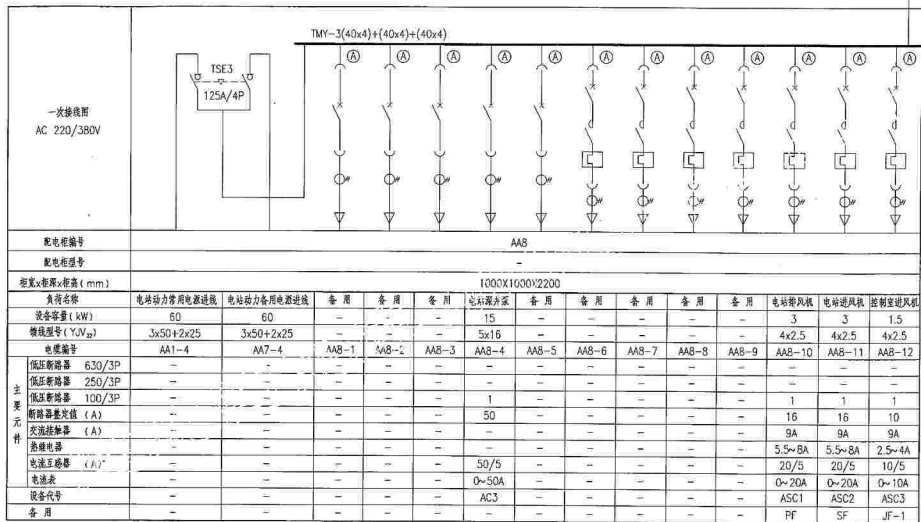 TMY-3(40x4)+(40x4)+(40x4)
TSE3
125A/4P
Ⓐ Ⓐ Ⓐ Ⓐ Ⓐ Ⓐ Ⓐ Ⓐ Ⓐ Ⓐ Ⓐ Ⓐ
一次接线图
AC 220/380V
配电柜编号 AA8
配电柜型号 -
柜宽x柜深x柜高(mm) 1000X1000X2200
负荷名称 电站动力常用电源进线 电站动力备用电源进线 备用 备用 备用 电站深井泵 备用 备用 备用 备用 备用 电站排风机 电站进风机 控制室进风机
设备容量(kW) 60 60 - - - 15 - - - - - 3 3 1.5
馈线型号(YJV22) 3x50+2x25 3x50+2x25 - - - 5x16 - - - - - 4x2.5 4x2.5 4x2.5
电缆编号 AA1-4 AA7-4 AA8-1 AA8-2 AA8-3 AA8-4 AA8-5 AA8-6 AA8-7 AA8-8 AA8-9 AA8-10 AA8-11 AA8-12
主要元件
低压断路器 630/3P - - - - - - - - - - - - - -
低压断路器 250/3P - - - - - - - - - - - - - -
低压断路器 100/3P - - - - - 1 - - - - - 1 1 1
断路器整定值(A) - - - - - 50 - - - - - 16 16 10
交流接触器(A) - - - - - - - - - - - 9A 9A 9A
热继电器 - - - - - - - - - - - 5.5~8A 5.5~8A 2.5~4A
电流互感器(A) - - - - - 50/5 - - - - - 20/5 20/5 10/5
电流表 - - - - - 0~50A - - - - - 0~20A 0~20A 0~10A
设备代号 - - - - - AC3 - - - - - ASC1 ASC2 ASC3
备用 PF SF JF-1